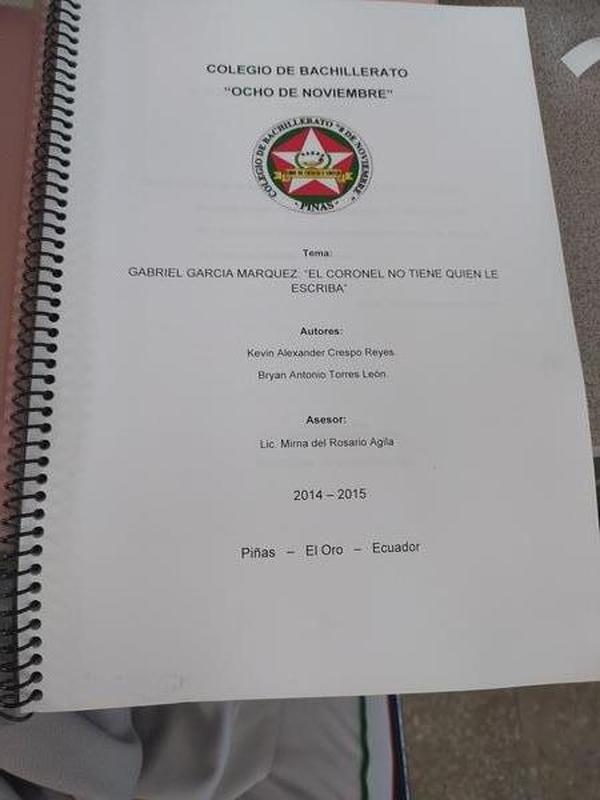 COLEGIO DE BACHILLERATO
"OCHO DE NOVIEMBRE"
COLEGIO DE BACHILLERATO "8 DE NOVIEMBRE"
- PIÑAS -
Tema:
GABRIEL GARCIA MARQUEZ: "EL CORONEL NO TIENE QUIEN LE
ESCRIBA"
Autores:
Kevin Alexander Crespo Reyes.
Bryan Antonio Torres León.
Asesor:
Lic. Mirna del Rosario Agila
2014 – 2015
Piñas – El Oro – Ecuador